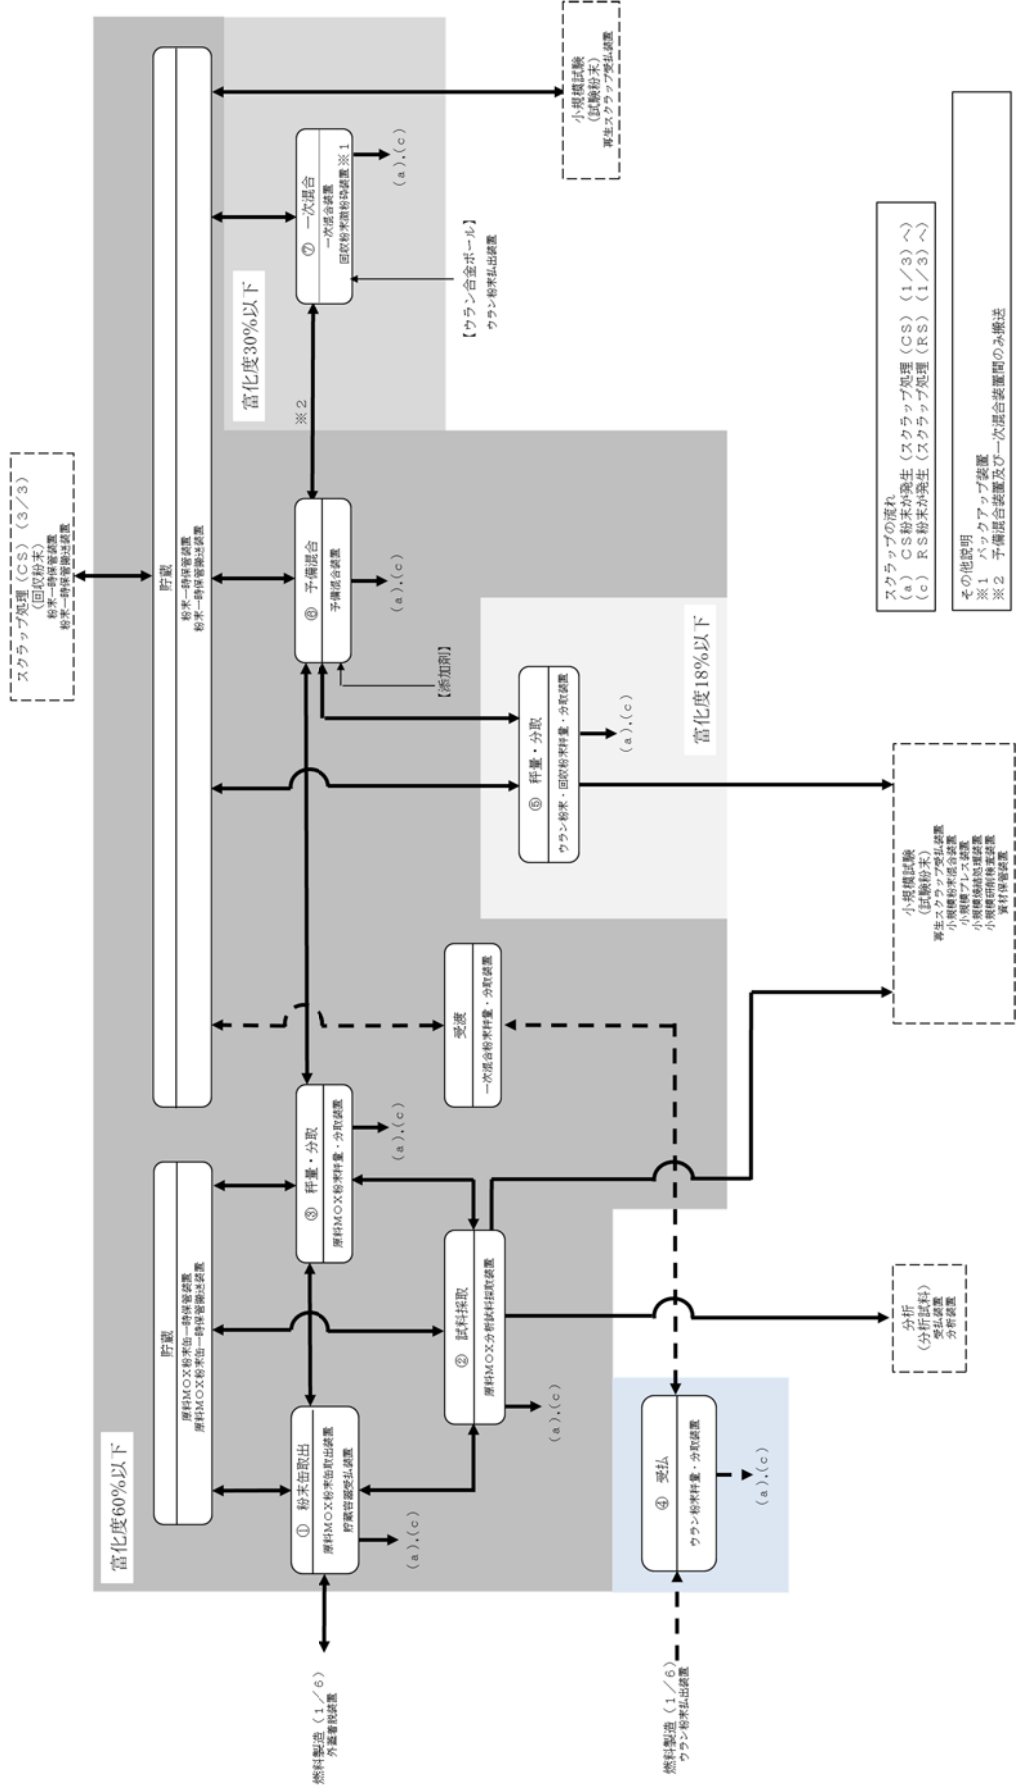 スクラップ処理（CS）（3/3）
（回収粉末）
粉末一時保管装置
粉末一時保管搬送装置
富化度60%以下
貯蔵
原料MOX粉末缶一時保管装置
原料MOX粉末缶一時保管搬送装置
貯蔵
粉末一時保管装置
粉末一時保管搬送装置
燃料製造（1/6）
外蓋着脱装置
① 粉末缶取出
原料MOX粉末缶取出装置
貯蔵容器受払装置
(a),(c)
③ 秤量・分取
原料MOX粉末秤量・分取装置
(a),(c)
⑥ 予備混合
予備混合装置
(a),(c)
【添加剤】
※2
富化度30%以下
⑦ 一次混合
一次混合装置
回収粉末微粉砕装置※1
(a),(c)
【ウラン合金ボール】
ウラン粉末払出装置
② 試料採取
原料MOX分析試料採取装置
(a),(c)
受渡
一次混合粉末秤量・分取装置
⑤ 秤量・分取
ウラン粉末・回収粉末秤量・分取装置
(a),(c)
富化度18%以下
小規模試験
（試験粉末）
再生スクラップ受払装置
燃料製造（1/6）
ウラン粉末払出装置
④ 受払
ウラン粉末秤量・分取装置
(a),(c)
分析
（分析試料）
受払装置
分析装置
小規模試験
（試験粉末）
再生スクラップ受払装置
小規模粉末混合装置
小規模プレス装置
小規模焼結処理装置
小規模研削検査装置
資材保管装置
スクラップの流れ
(a) CS粉末が発生（スクラップ処理（CS）（1/3）へ）
(c) RS粉末が発生（スクラップ処理（RS）（1/3）へ）
その他説明
※1 バックアップ装置
※2 予備混合装置及び一次混合装置間のみ搬送